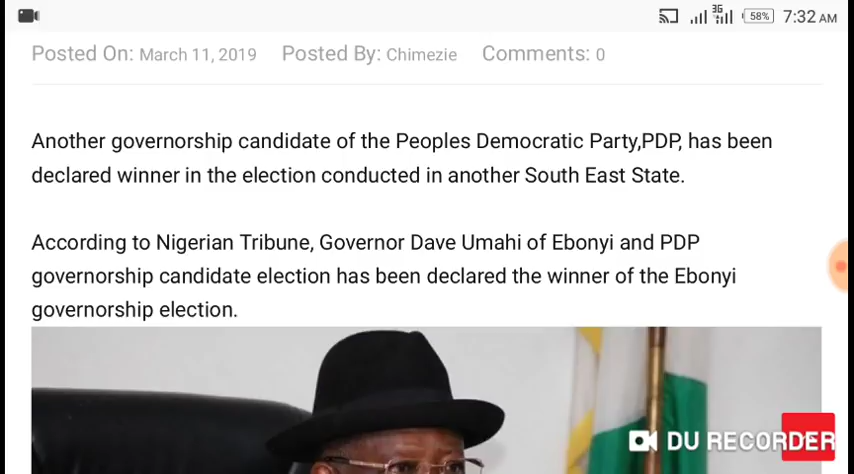 3G
58% 7:32 AM
Posted On: March 11, 2019 Posted By: Chimezie Comments: 0
Another governorship candidate of the Peoples Democratic Party,PDP, has been
declared winner in the election conducted in another South East State.
According to Nigerian Tribune, Governor Dave Umahi of Ebonyi and PDP
governorship candidate election has been declared the winner of the Ebonyi
governorship election.
DU RECORDER